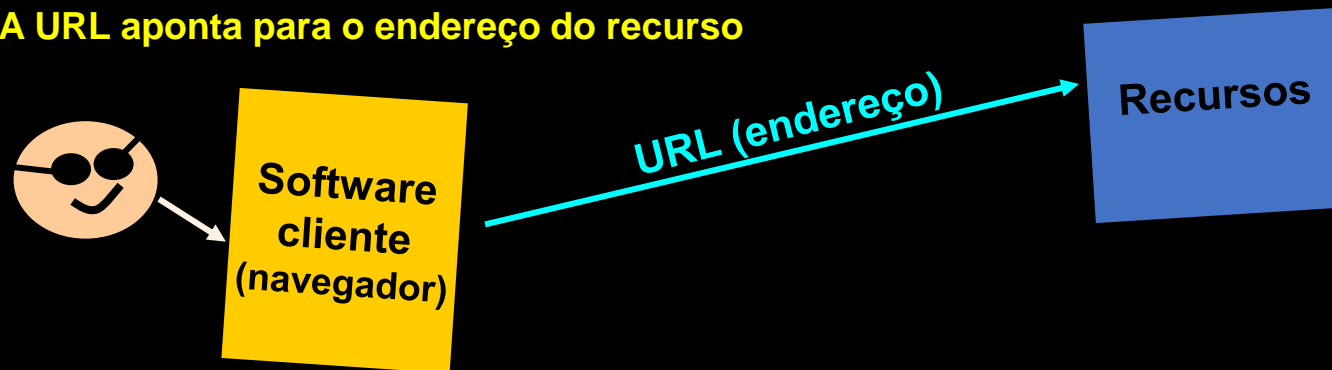 A URL aponta para o endereço do recurso
URL (endereço)
Recursos
Software
cliente
(navegador)